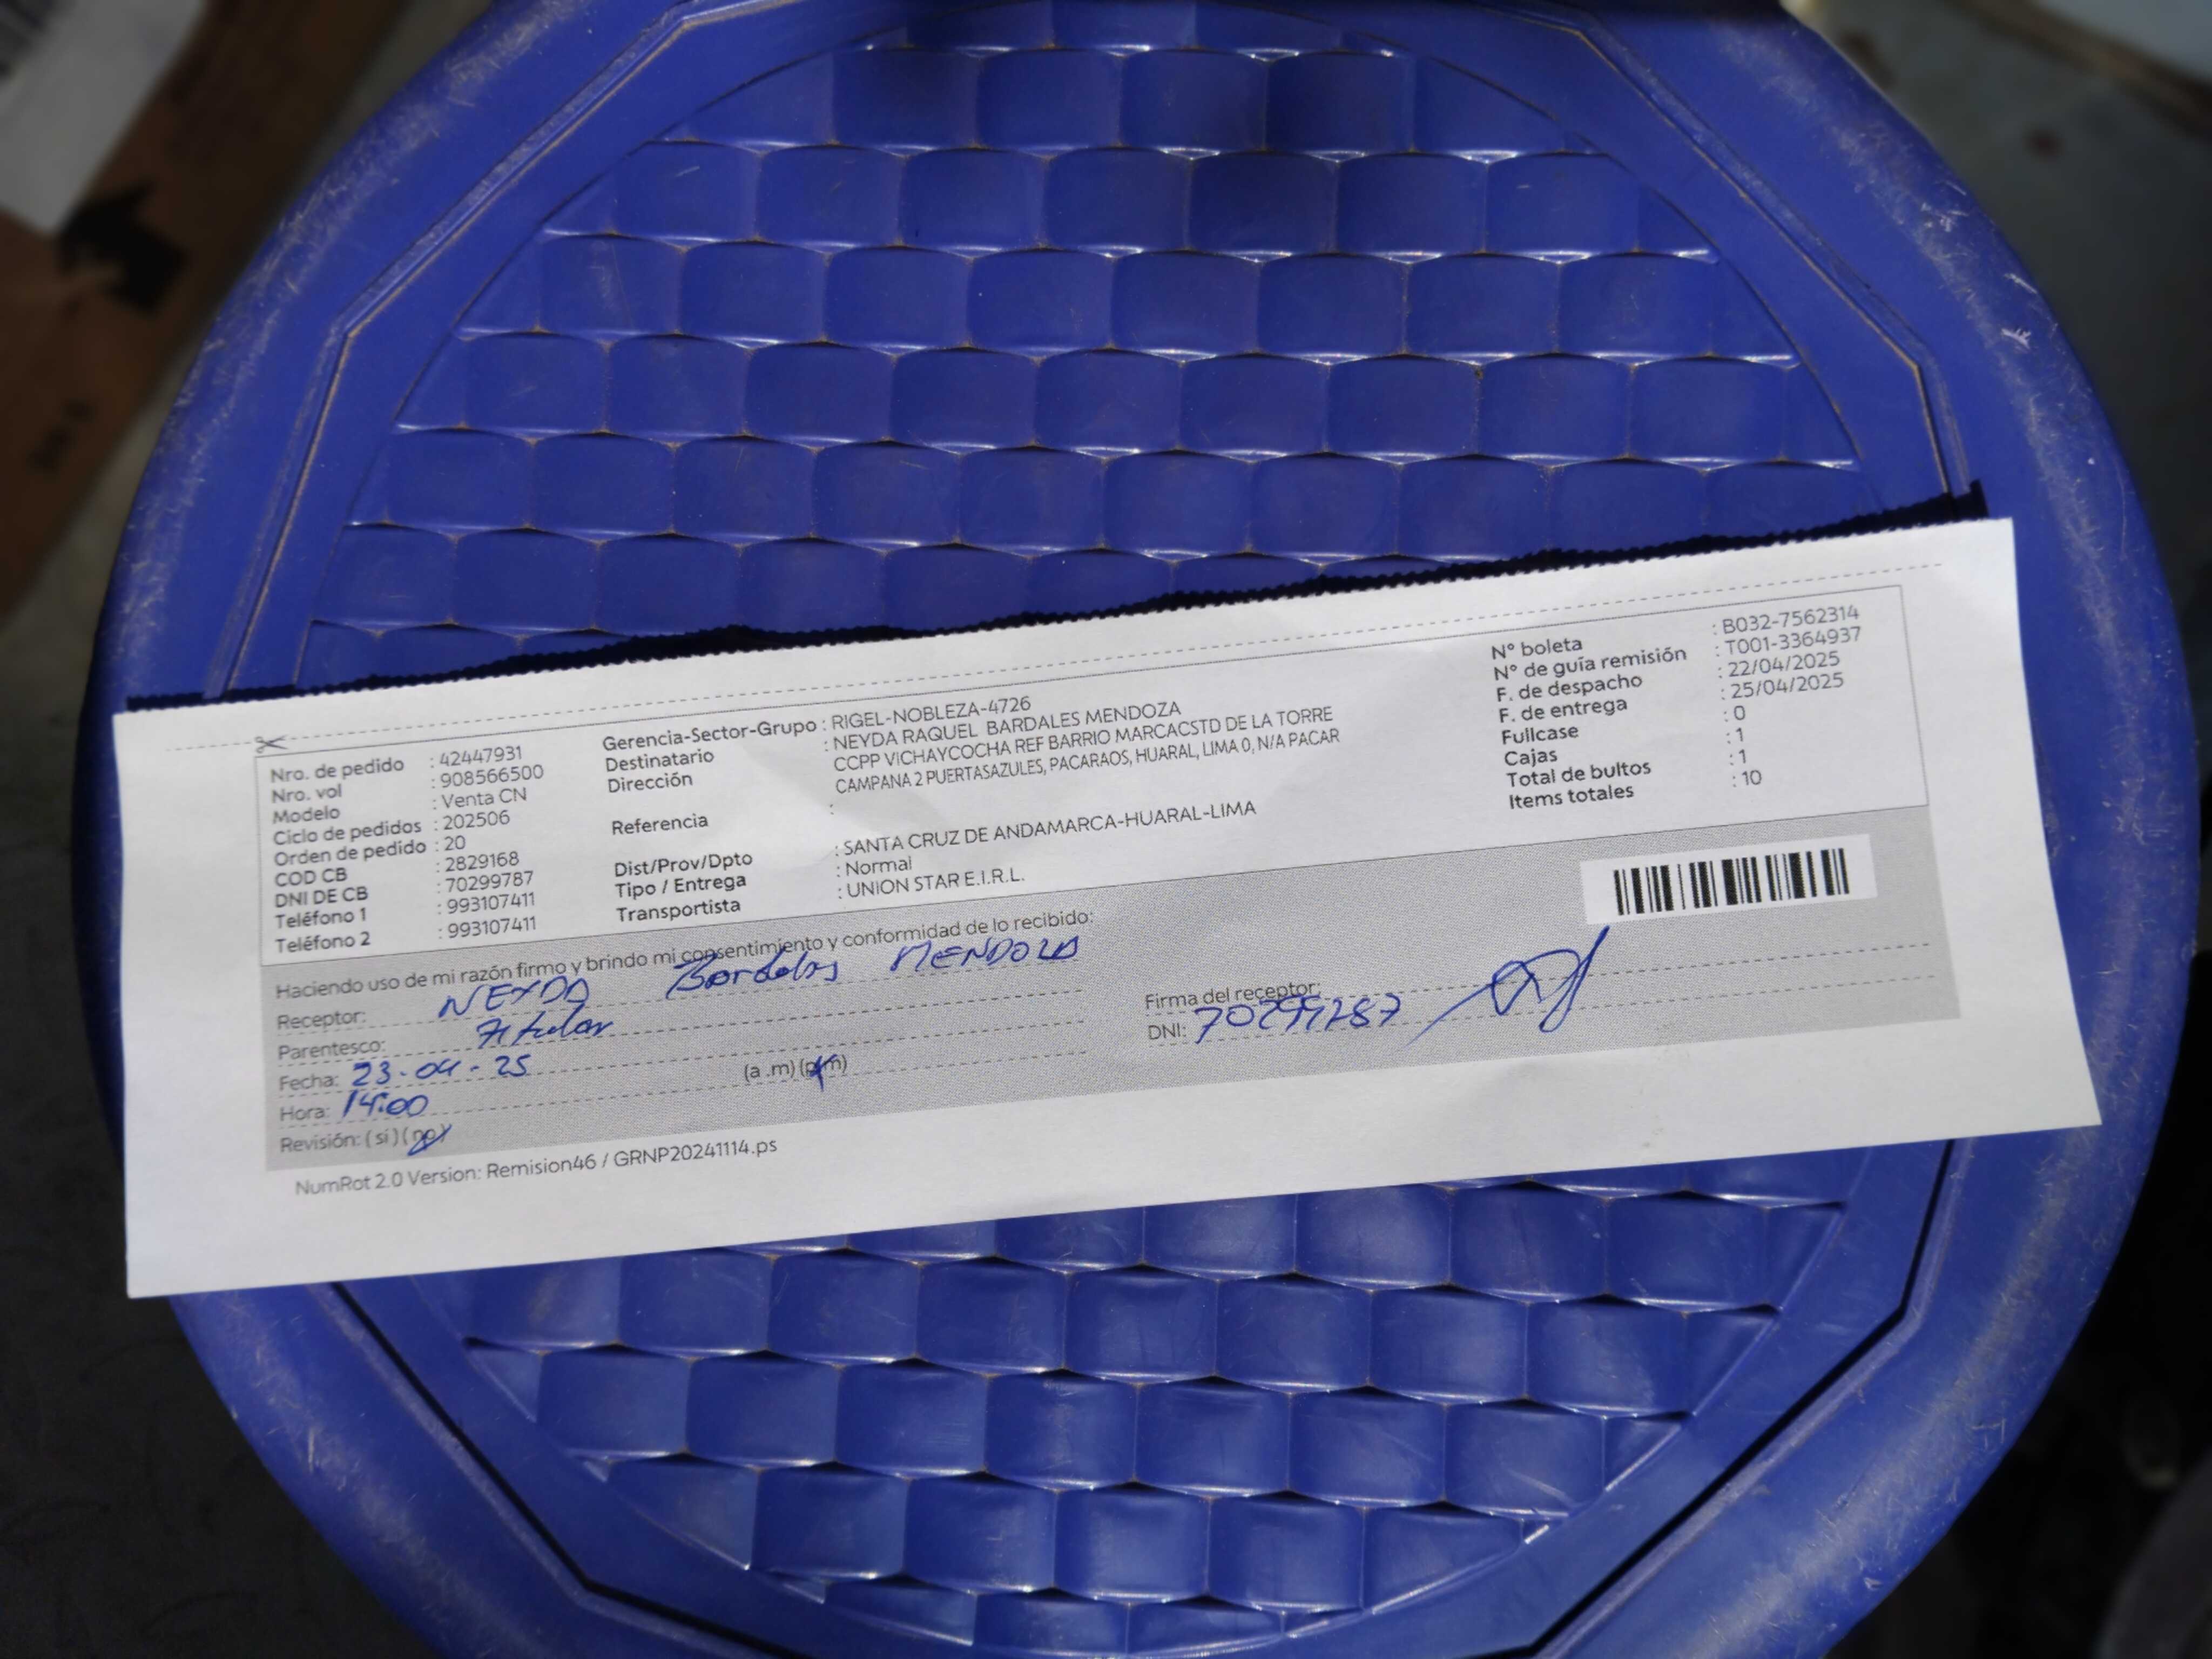 Nro. de pedido : 42447931
Nro. vol : 908566500
Modelo : Venta CN
Ciclo de pedidos : 202506
Orden de pedido : 20
COD CB : 2829168
DNI DE CB : 70299787
Teléfono 1 : 993107411
Teléfono 2 : 993107411
Gerencia-Sector-Grupo : RIGEL-NOBLEZA-4726
Destinatario : NEYDA RAQUEL BARDALES MENDOZA
Dirección CCPP VICHAYCOCHA REF BARRIO MARCACSTD DE LA TORRE
CAMPANA 2 PUERTASAZULES, PACARAOS, HUARAL, LIMA 0, N/A PACAR
Referencia :
Dist/Prov/Dpto : SANTA CRUZ DE ANDAMARCA-HUARAL-LIMA
Tipo / Entrega : Normal
Transportista : UNION STAR E.I.R.L.
Nº boleta : B032-7562314
Nº de guía remisión : T001-3364937
F. de despacho : 22/04/2025
F. de entrega : 25/04/2025
Fullcase : 0
Cajas : 1
Total de bultos : 1
Items totales : 10
Haciendo uso de mi razón firmo y brindo mi consentimiento y conformidad de lo recibido:
Receptor: NEYDA Bardales MENDOZA
Parentesco: Titular
Fecha: 23-04-25
Hora: 14:00 (a .m) (p.m)
Revisión: ( si ) ( no )
Firma del receptor:
DNI: 70299787
NumRot 2.0 Version: Remision46 / GRNP20241114.ps